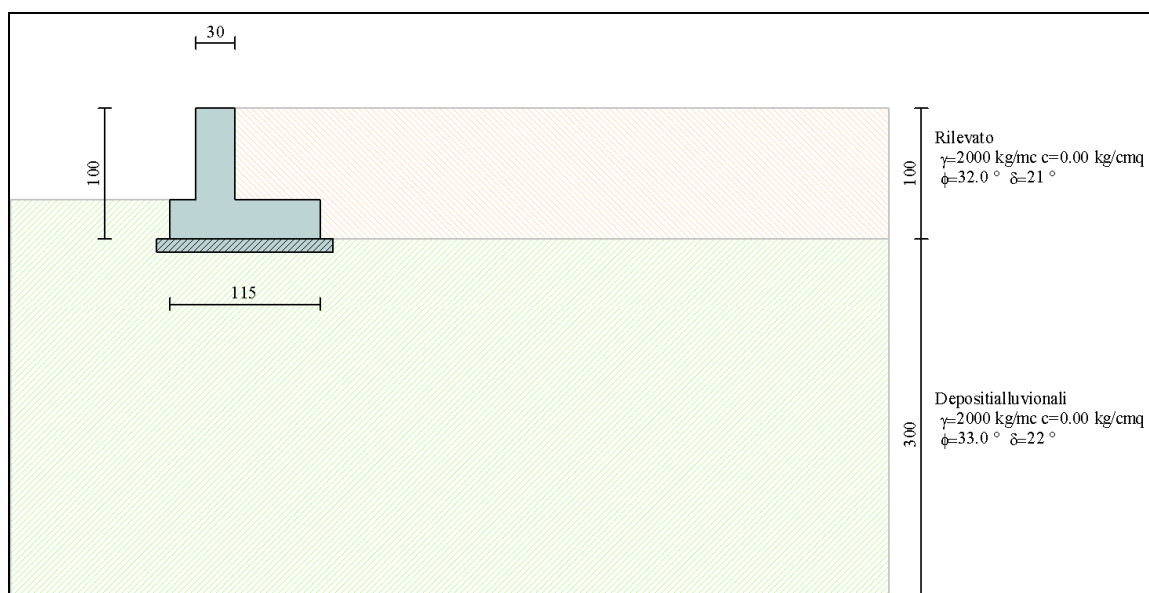 30
100
115
100
Rilevato
γ=2000 kg/mc c=0.00 kg/cmq
ϕ=32.0 ° δ=21 °
300
Depositialluvionali
γ=2000 kg/mc c=0.00 kg/cmq
ϕ=33.0 ° δ=22 °